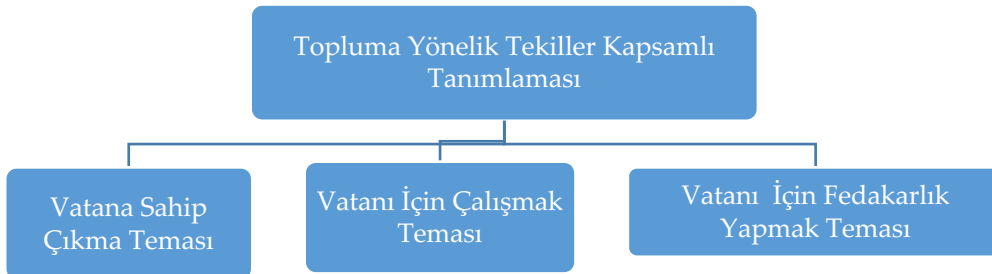 Topluma Yönelik Tekiller Kapsamlı
Tanımlaması
Vatana Sahip
Çıkma Teması
Vatanı İçin Çalışmak
Teması
Vatanı İçin Fedakarlık
Yapmak Teması